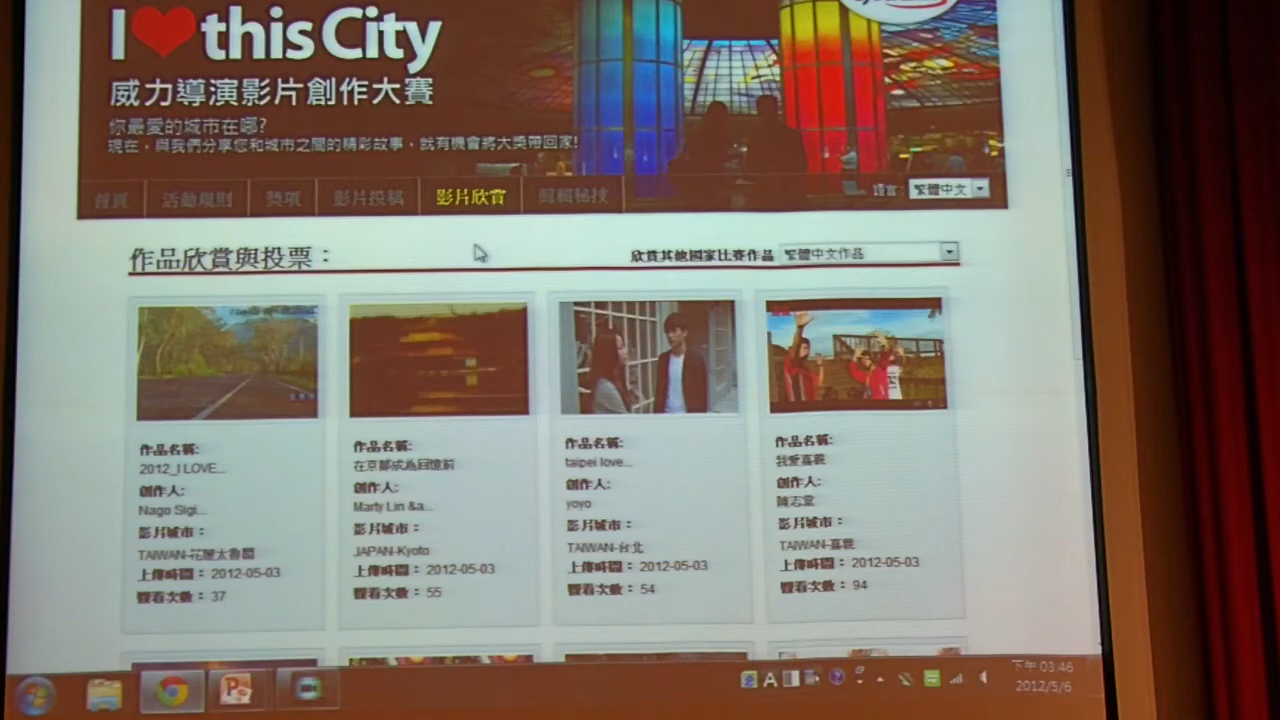 I ❤ this City
威力導演影片創作大賽
你最愛的城市在哪?
現在，與我們分享您和城市之間的精彩故事，就有機會將大獎帶回家!
首頁 活動規則 獎項 影片投稿 影片欣賞 剪輯秘技 語言: 繁體中文
作品欣賞與投票： 欣賞其他國家比賽作品 繁體中文作品
作品名稱: 作品名稱: 作品名稱: 作品名稱:
2012_I LOVE... 在京都成為回憶前 taipei love... 我愛嘉義
創作人: 創作人: 創作人: 創作人:
Nago Sigi... Marty Lin &a... yoyo 陳志堂
影片城市： 影片城市： 影片城市： 影片城市：
TAIWAN-花蓮太魯閣 JAPAN-Kyoto TAIWAN-台北 TAIWAN-嘉義
上傳時間：2012-05-03 上傳時間：2012-05-03 上傳時間：2012-05-03 上傳時間：2012-05-03
觀看次數：37 觀看次數：55 觀看次數：54 觀看次數：94
下午 03:46
2012/5/6